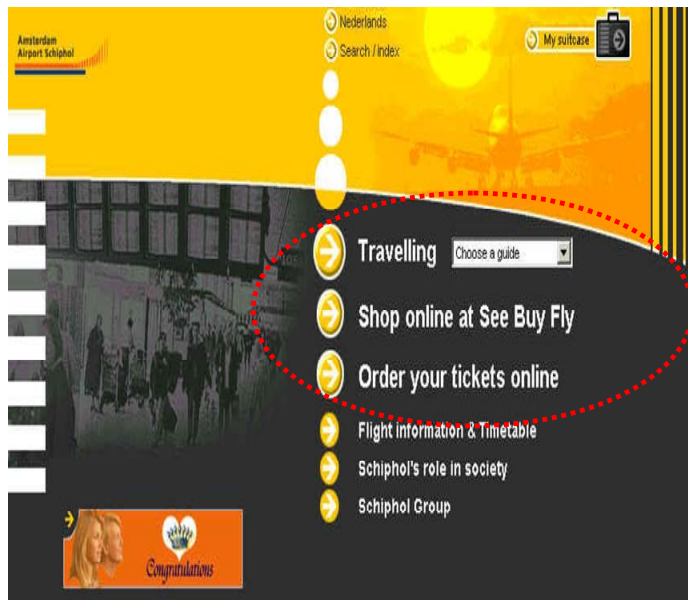 Amsterdam
Airport Schiphol
Nederlands
Search / index
My suitcase
Travelling
Choose a guide
Shop online at See Buy Fly
Order your tickets online
Flight information & Timetable
Schiphol's role in society
Schiphol Group
Congratulations